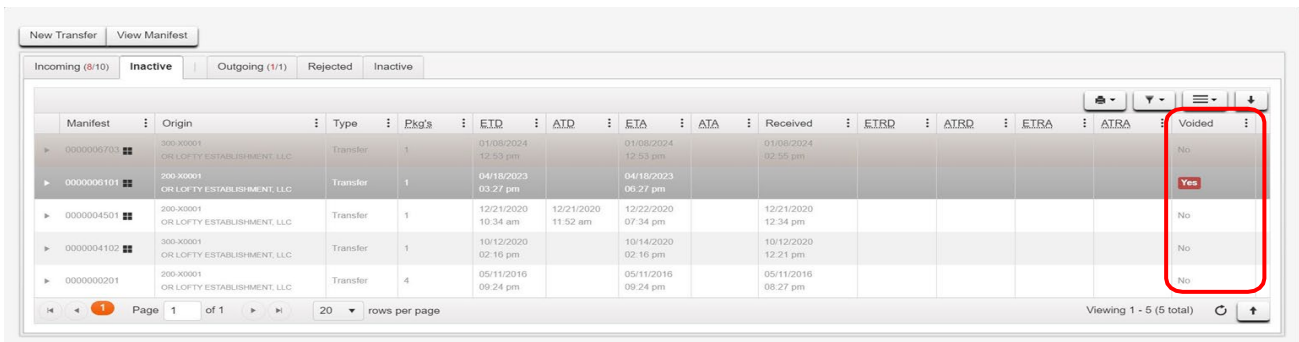 New Transfer View Manifest
Incoming (8/10) Inactive | Outgoing (1/1) Rejected Inactive
Manifest Origin Type Pkg's ETD ATD ETA ATA Received ETRD ATRD ETRA ATRA Voided
300-X0001 01/08/2024 01/08/2024 01/08/2024
0000006703 Transfer 1 No
OR LOFTY ESTABLISHMENT, LLC 12:53 pm 12:53 pm 02:55 pm
200-X0001 04/18/2023 04/18/2023
0000006101 Transfer 1 Yes
OR LOFTY ESTABLISHMENT, LLC 03:27 pm 06:27 pm
200-X0001 12/21/2020 12/21/2020 12/22/2020 12/21/2020
0000004501 Transfer 1 No
OR LOFTY ESTABLISHMENT, LLC 10:34 am 11:52 am 07:34 pm 12:34 pm
300-X0001 10/12/2020 10/14/2020 10/12/2020
0000004102 Transfer 1 No
OR LOFTY ESTABLISHMENT, LLC 02:16 pm 02:16 pm 12:21 pm
200-X0001 05/11/2016 05/11/2016 05/11/2016
0000000201 Transfer 4 No
OR LOFTY ESTABLISHMENT, LLC 09:24 pm 09:24 pm 08:27 pm
1 Page 1 of 1 20 rows per page Viewing 1 - 5 (5 total)